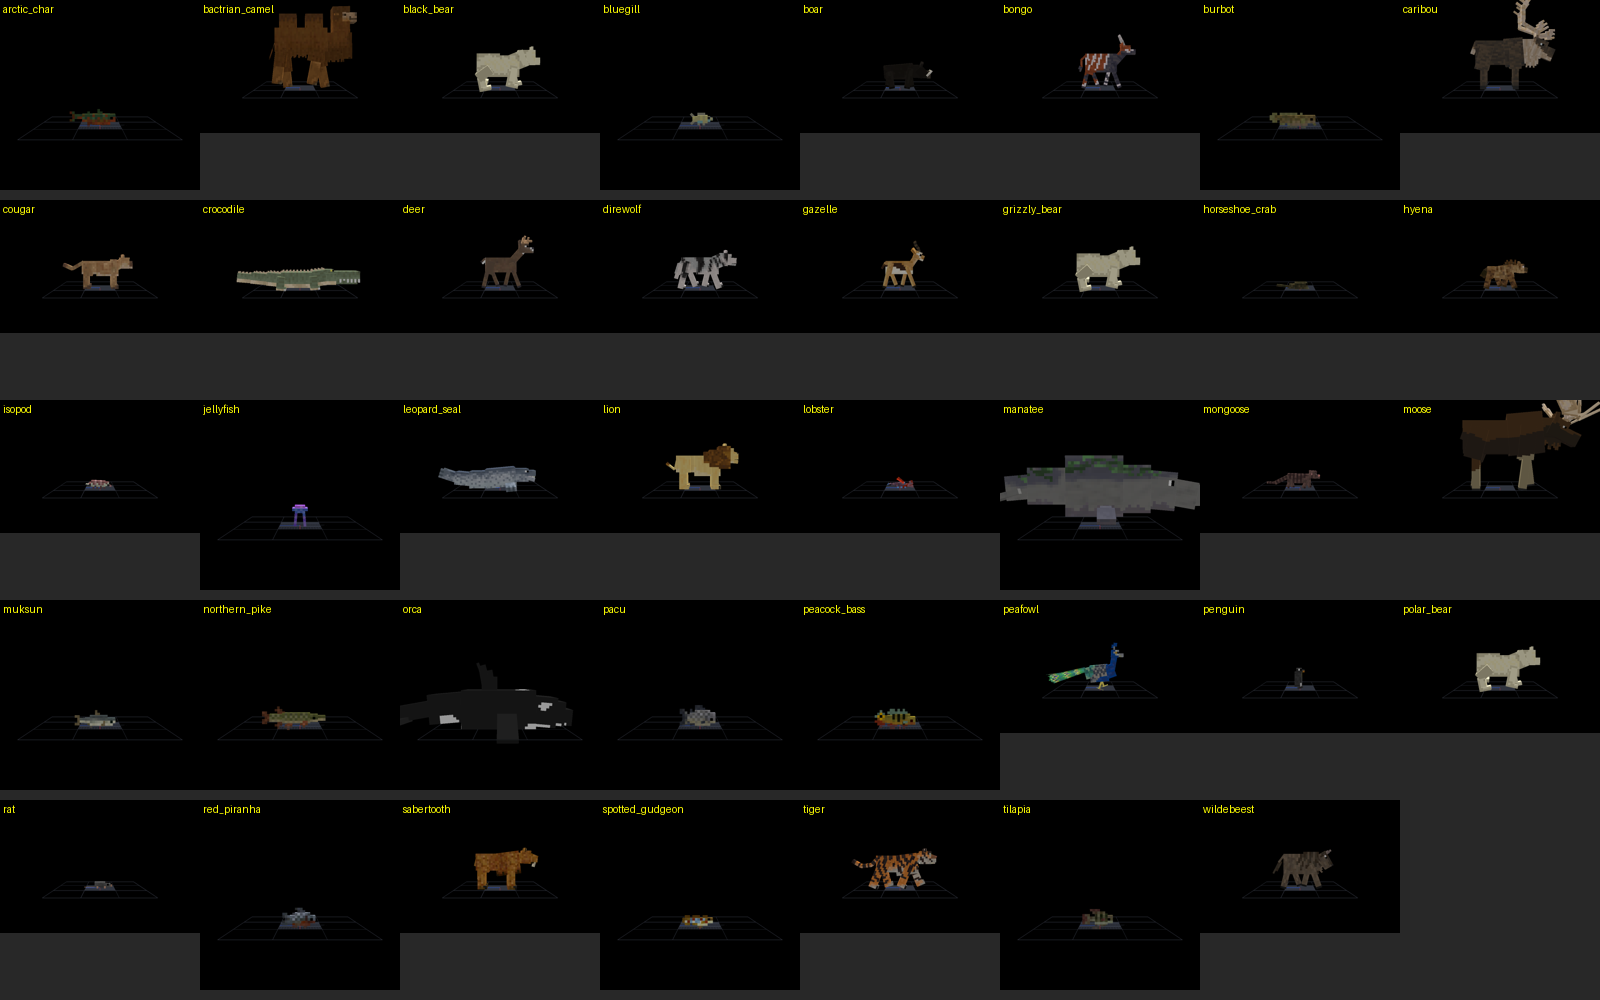 arctic_char
bactrian_camel
black_bear
bluegill
boar
bongo
burbot
caribou
cougar
crocodile
deer
direwolf
gazelle
grizzly_bear
horseshoe_crab
hyena
isopod
jellyfish
leopard_seal
lion
lobster
manatee
mongoose
moose
muksun
northern_pike
orca
pacu
peacock_bass
peafowl
penguin
polar_bear
rat
red_piranha
sabertooth
spotted_gudgeon
tiger
tilapia
wildebeest